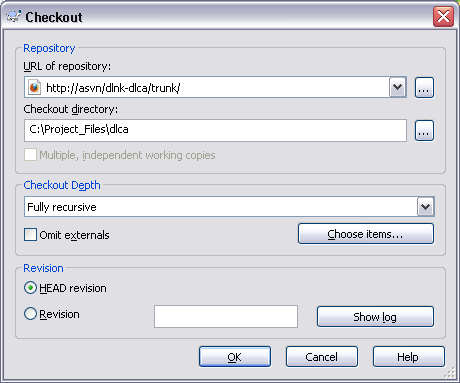 Checkout
Repository
URL of repository:
http://asvn/dlnk-dlca/trunk/
...
Checkout directory:
C:\Project_Files\dlca
...
Multiple, independent working copies
Checkout Depth
Fully recursive
Omit externals
Choose items...
Revision
HEAD revision
Revision
Show log
OK
Cancel
Help